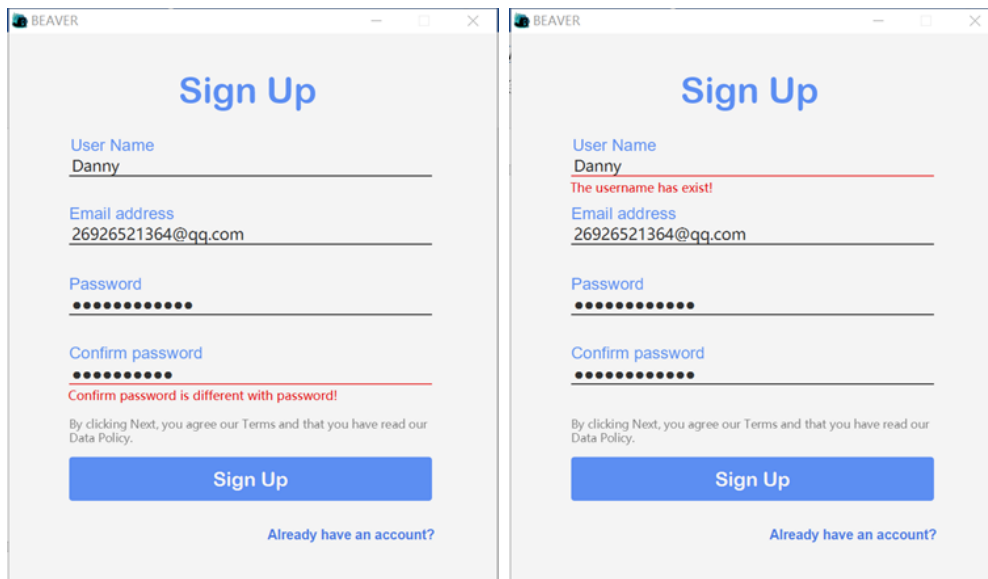 BEAVER
Sign Up
User Name
Danny
Email address
26926521364@qq.com
Password
●●●●●●●●●●●●
Confirm password
●●●●●●●●●●
Confirm password is different with password!
By clicking Next, you agree our Terms and that you have read our
Data Policy.
Sign Up
Already have an account?
BEAVER
Sign Up
User Name
Danny
The username has exist!
Email address
26926521364@qq.com
Password
●●●●●●●●●●●●
Confirm password
●●●●●●●●●●●●
By clicking Next, you agree our Terms and that you have read our
Data Policy.
Sign Up
Already have an account?